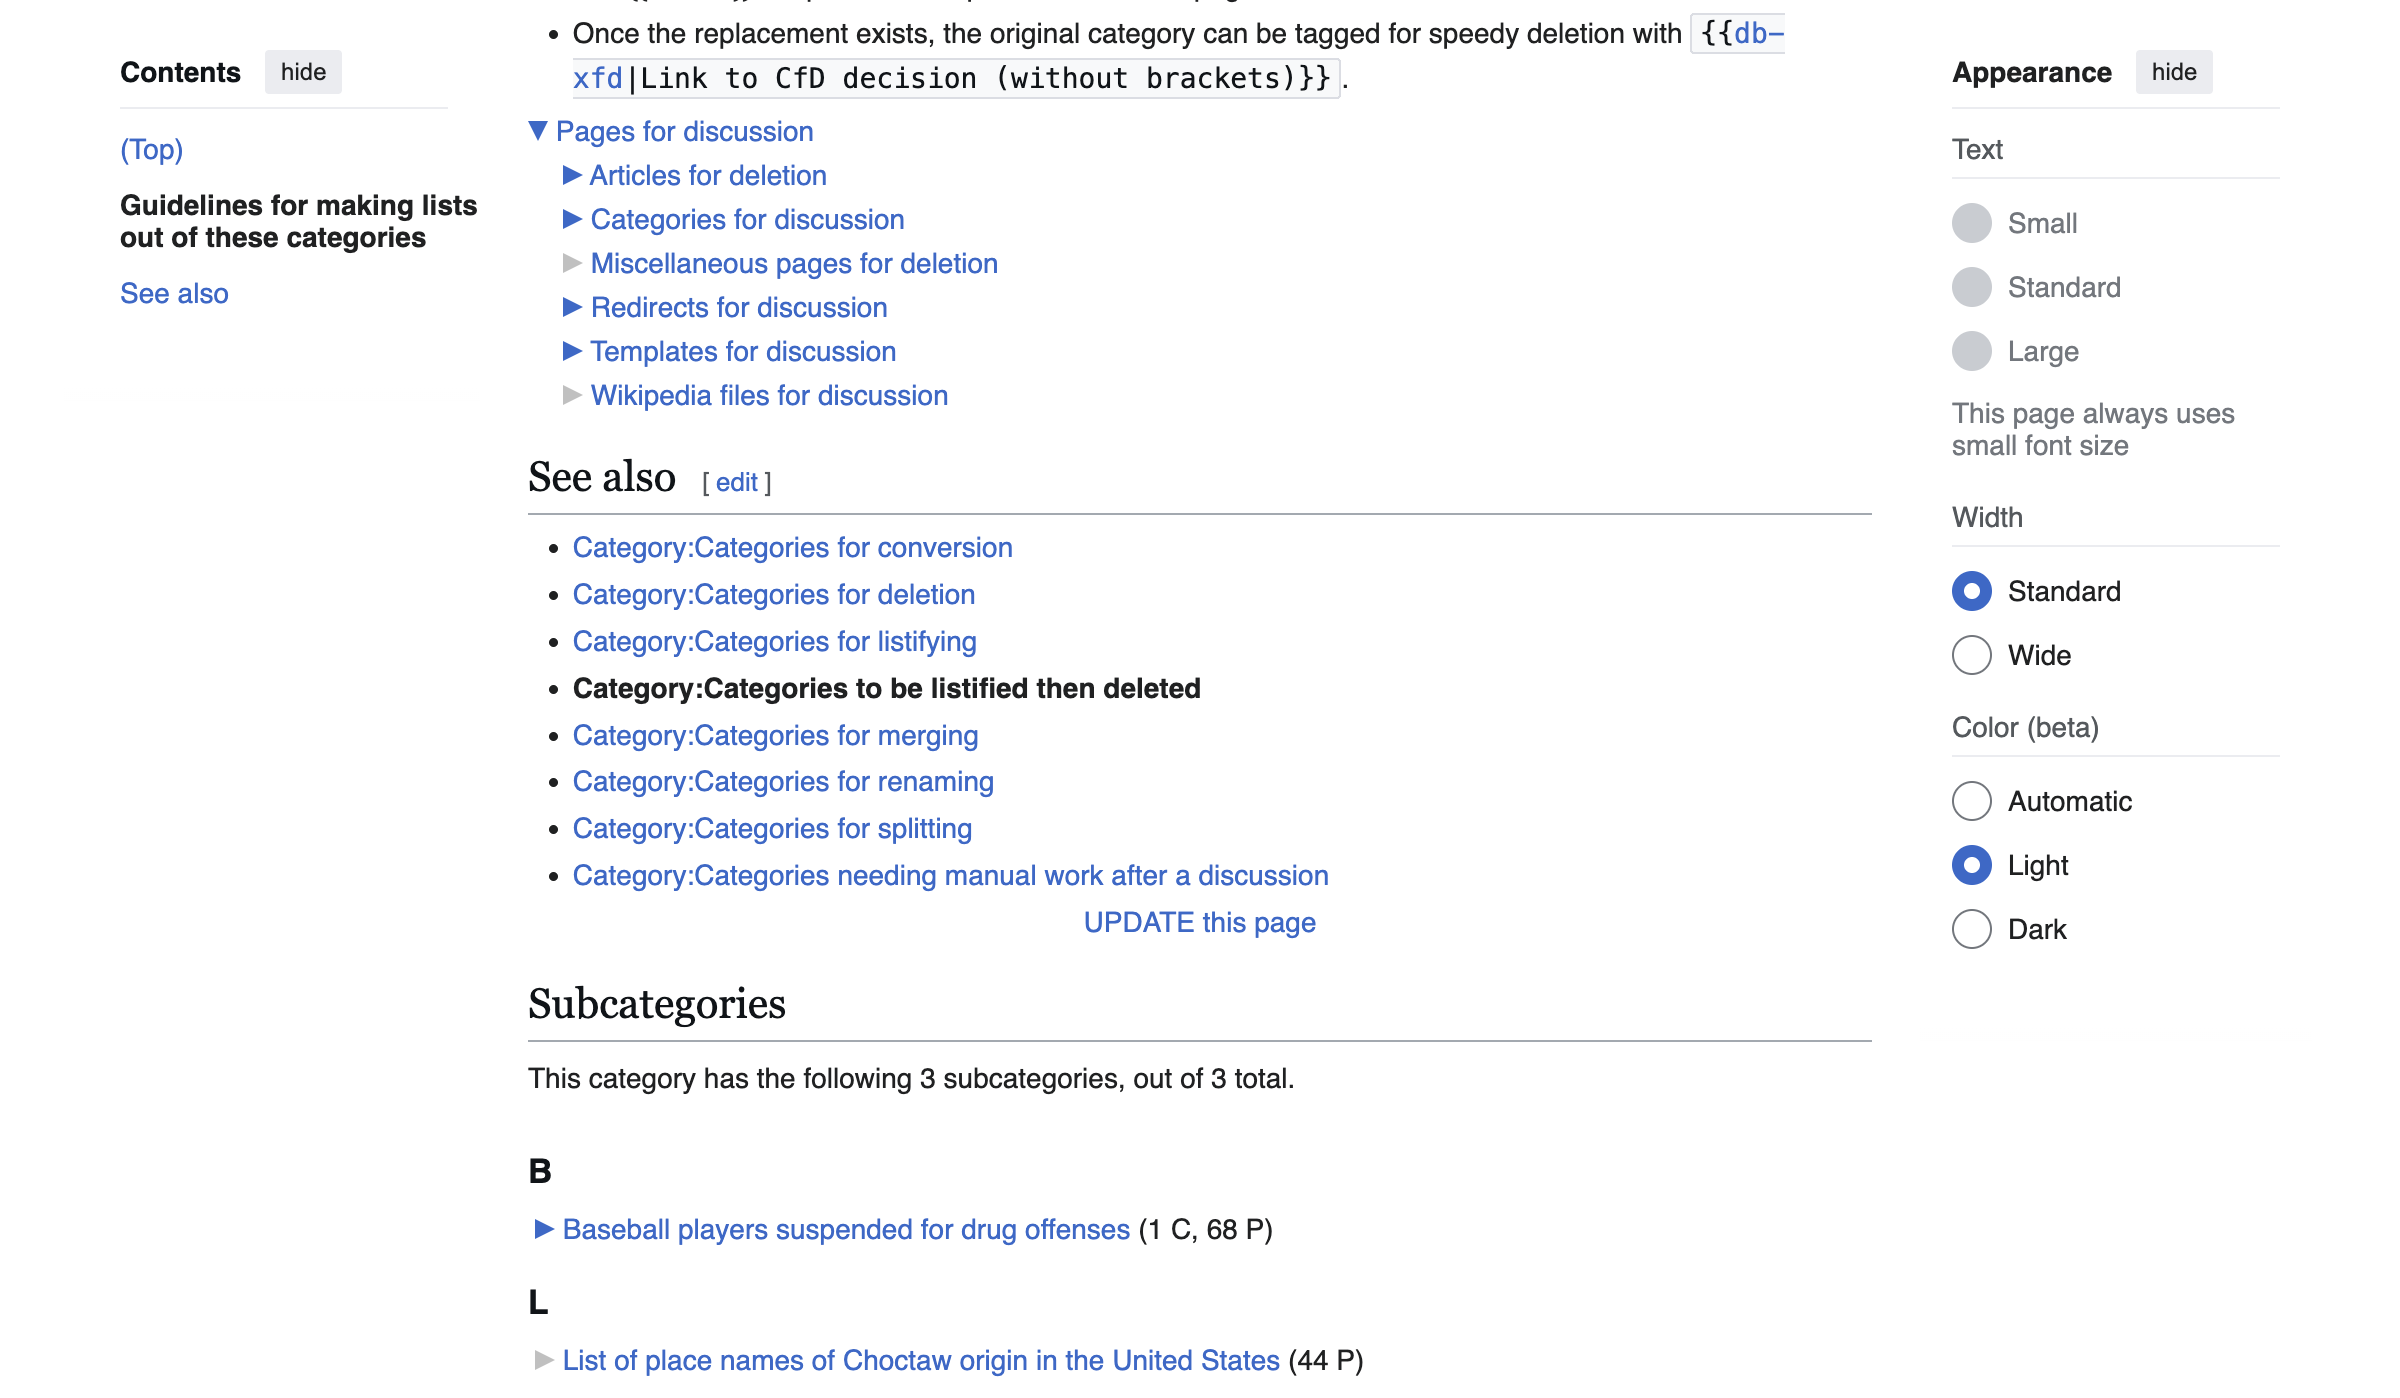 Once the replacement exists, the original category can be tagged for speedy deletion with {{db-
xfd|Link to CfD decision (without brackets)}}.
Contents hide
(Top)
Guidelines for making lists
out of these categories
See also
▼ Pages for discussion
► Articles for deletion
► Categories for discussion
► Miscellaneous pages for deletion
► Redirects for discussion
► Templates for discussion
► Wikipedia files for discussion
See also [ edit ]
• Category:Categories for conversion
• Category:Categories for deletion
• Category:Categories for listifying
• Category:Categories to be listified then deleted
• Category:Categories for merging
• Category:Categories for renaming
• Category:Categories for splitting
• Category:Categories needing manual work after a discussion
UPDATE this page
Subcategories
This category has the following 3 subcategories, out of 3 total.
B
► Baseball players suspended for drug offenses (1 C, 68 P)
L
► List of place names of Choctaw origin in the United States (44 P)
Appearance hide
Text
Small
Standard
Large
This page always uses
small font size
Width
Standard
Wide
Color (beta)
Automatic
Light
Dark